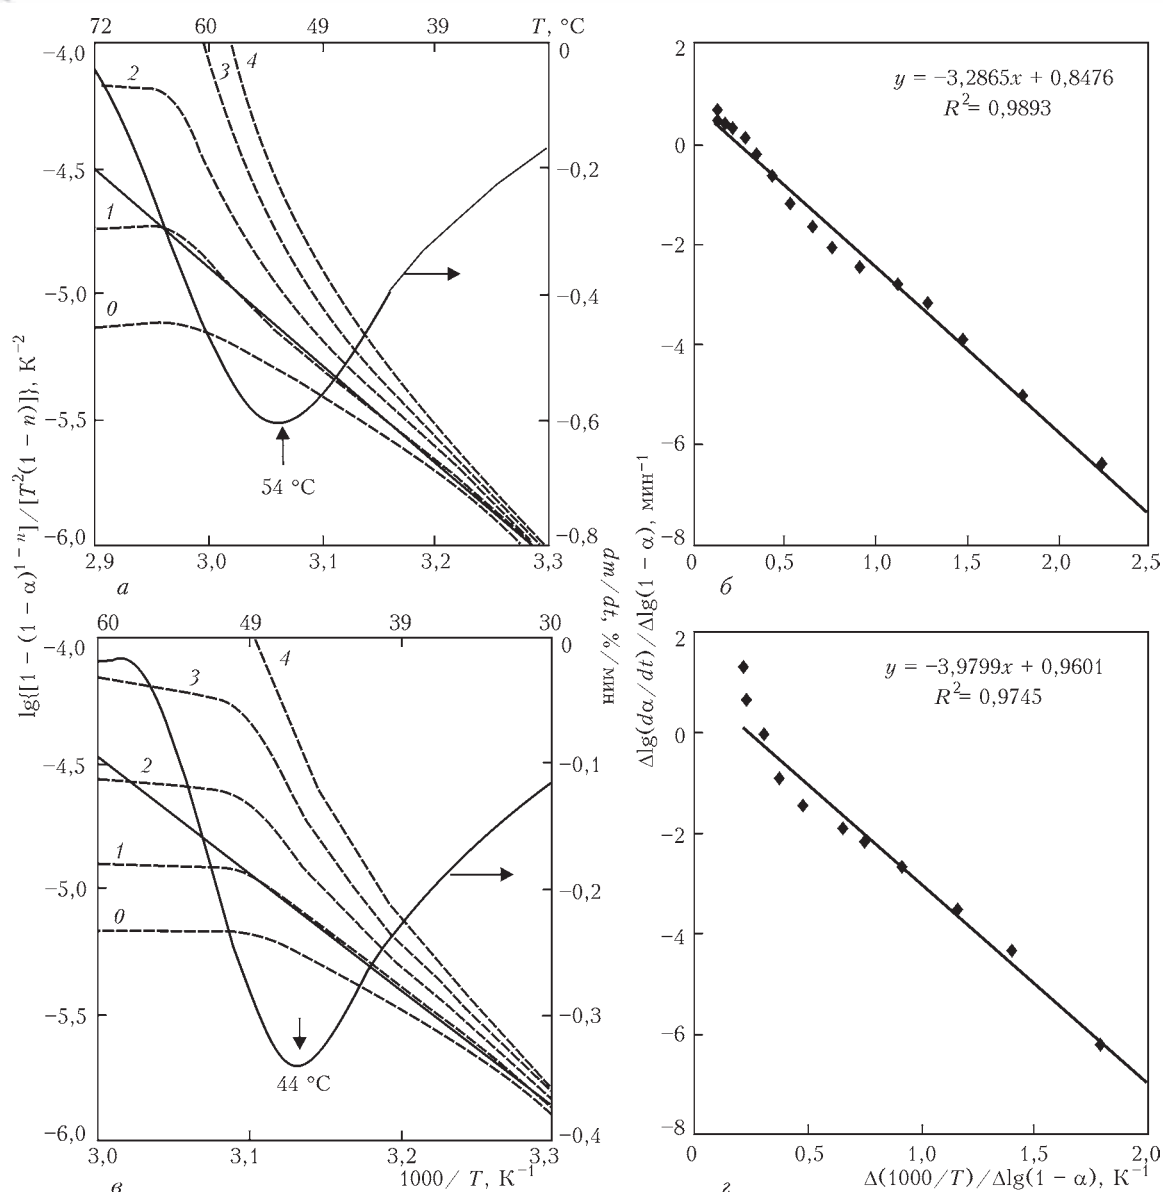 72 60 49 39 T, °C
−4,0 0
2 3 4
−4,5 −0,2
1
−5,0 −0,4
0
−5,5 −0,6
54 °C
−6,0 −0,8
2,9 3,0 3,1 3,2 3,3
а
2
y = −3,2865x + 0,8476
R²= 0,9893
0
−2
−4
−6
−8
0 0,5 1,0 1,5 2,0 2,5
б
lg{[1 − (1 − α)¹⁻ⁿ]/[T²(1 − n)]}, К⁻²
dm/dt, %/мин
Δlg(dα/dt)/Δlg(1 − α), мин⁻¹
60 49 39 30
−4,0 0
3 4
−4,5 2 −0,1
1
−5,0 −0,2
0
−5,5 −0,3
44 °C
−6,0 −0,4
3,0 3,1 3,2 3,3
1000/T, К⁻¹
в
2
y = −3,9799x + 0,9601
R²= 0,9745
0
−2
−4
−6
−8
0 0,5 1,0 1,5 2,0
г Δ(1000/T)/Δlg(1 − α), К⁻¹